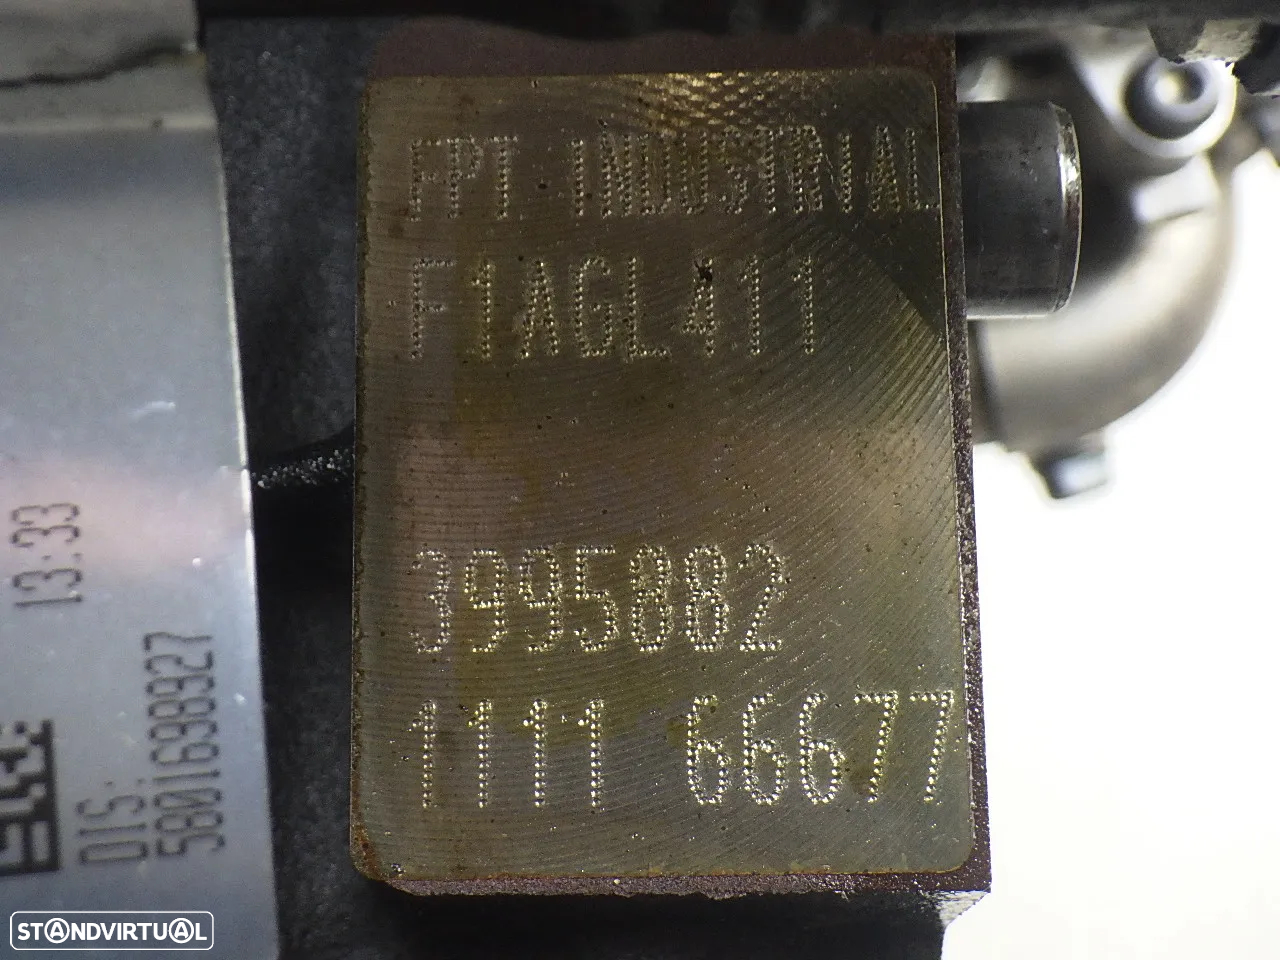 FPT INDUSTRIAL
F1AGL411
3995882
1111 66677
13:33
DIS.
5801698927
STANDVIRTUAL